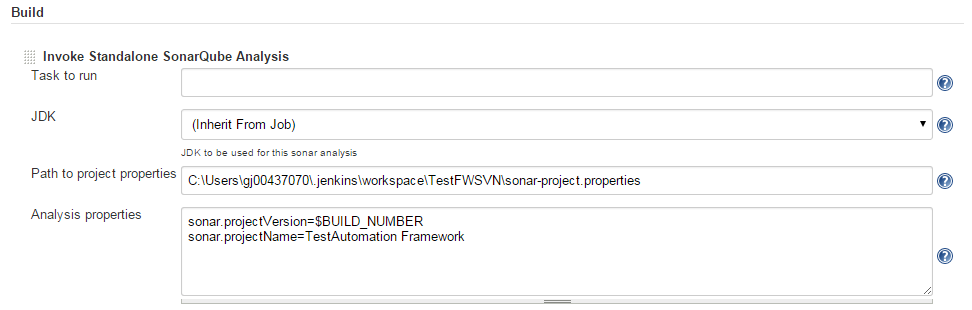 Build
Invoke Standalone SonarQube Analysis
Task to run
JDK
(Inherit From Job)
JDK to be used for this sonar analysis
Path to project properties
C:\Users\gj00437070\.jenkins\workspace\TestFWSVN\sonar-project.properties
Analysis properties
sonar.projectVersion=$BUILD_NUMBER
sonar.projectName=TestAutomation Framework